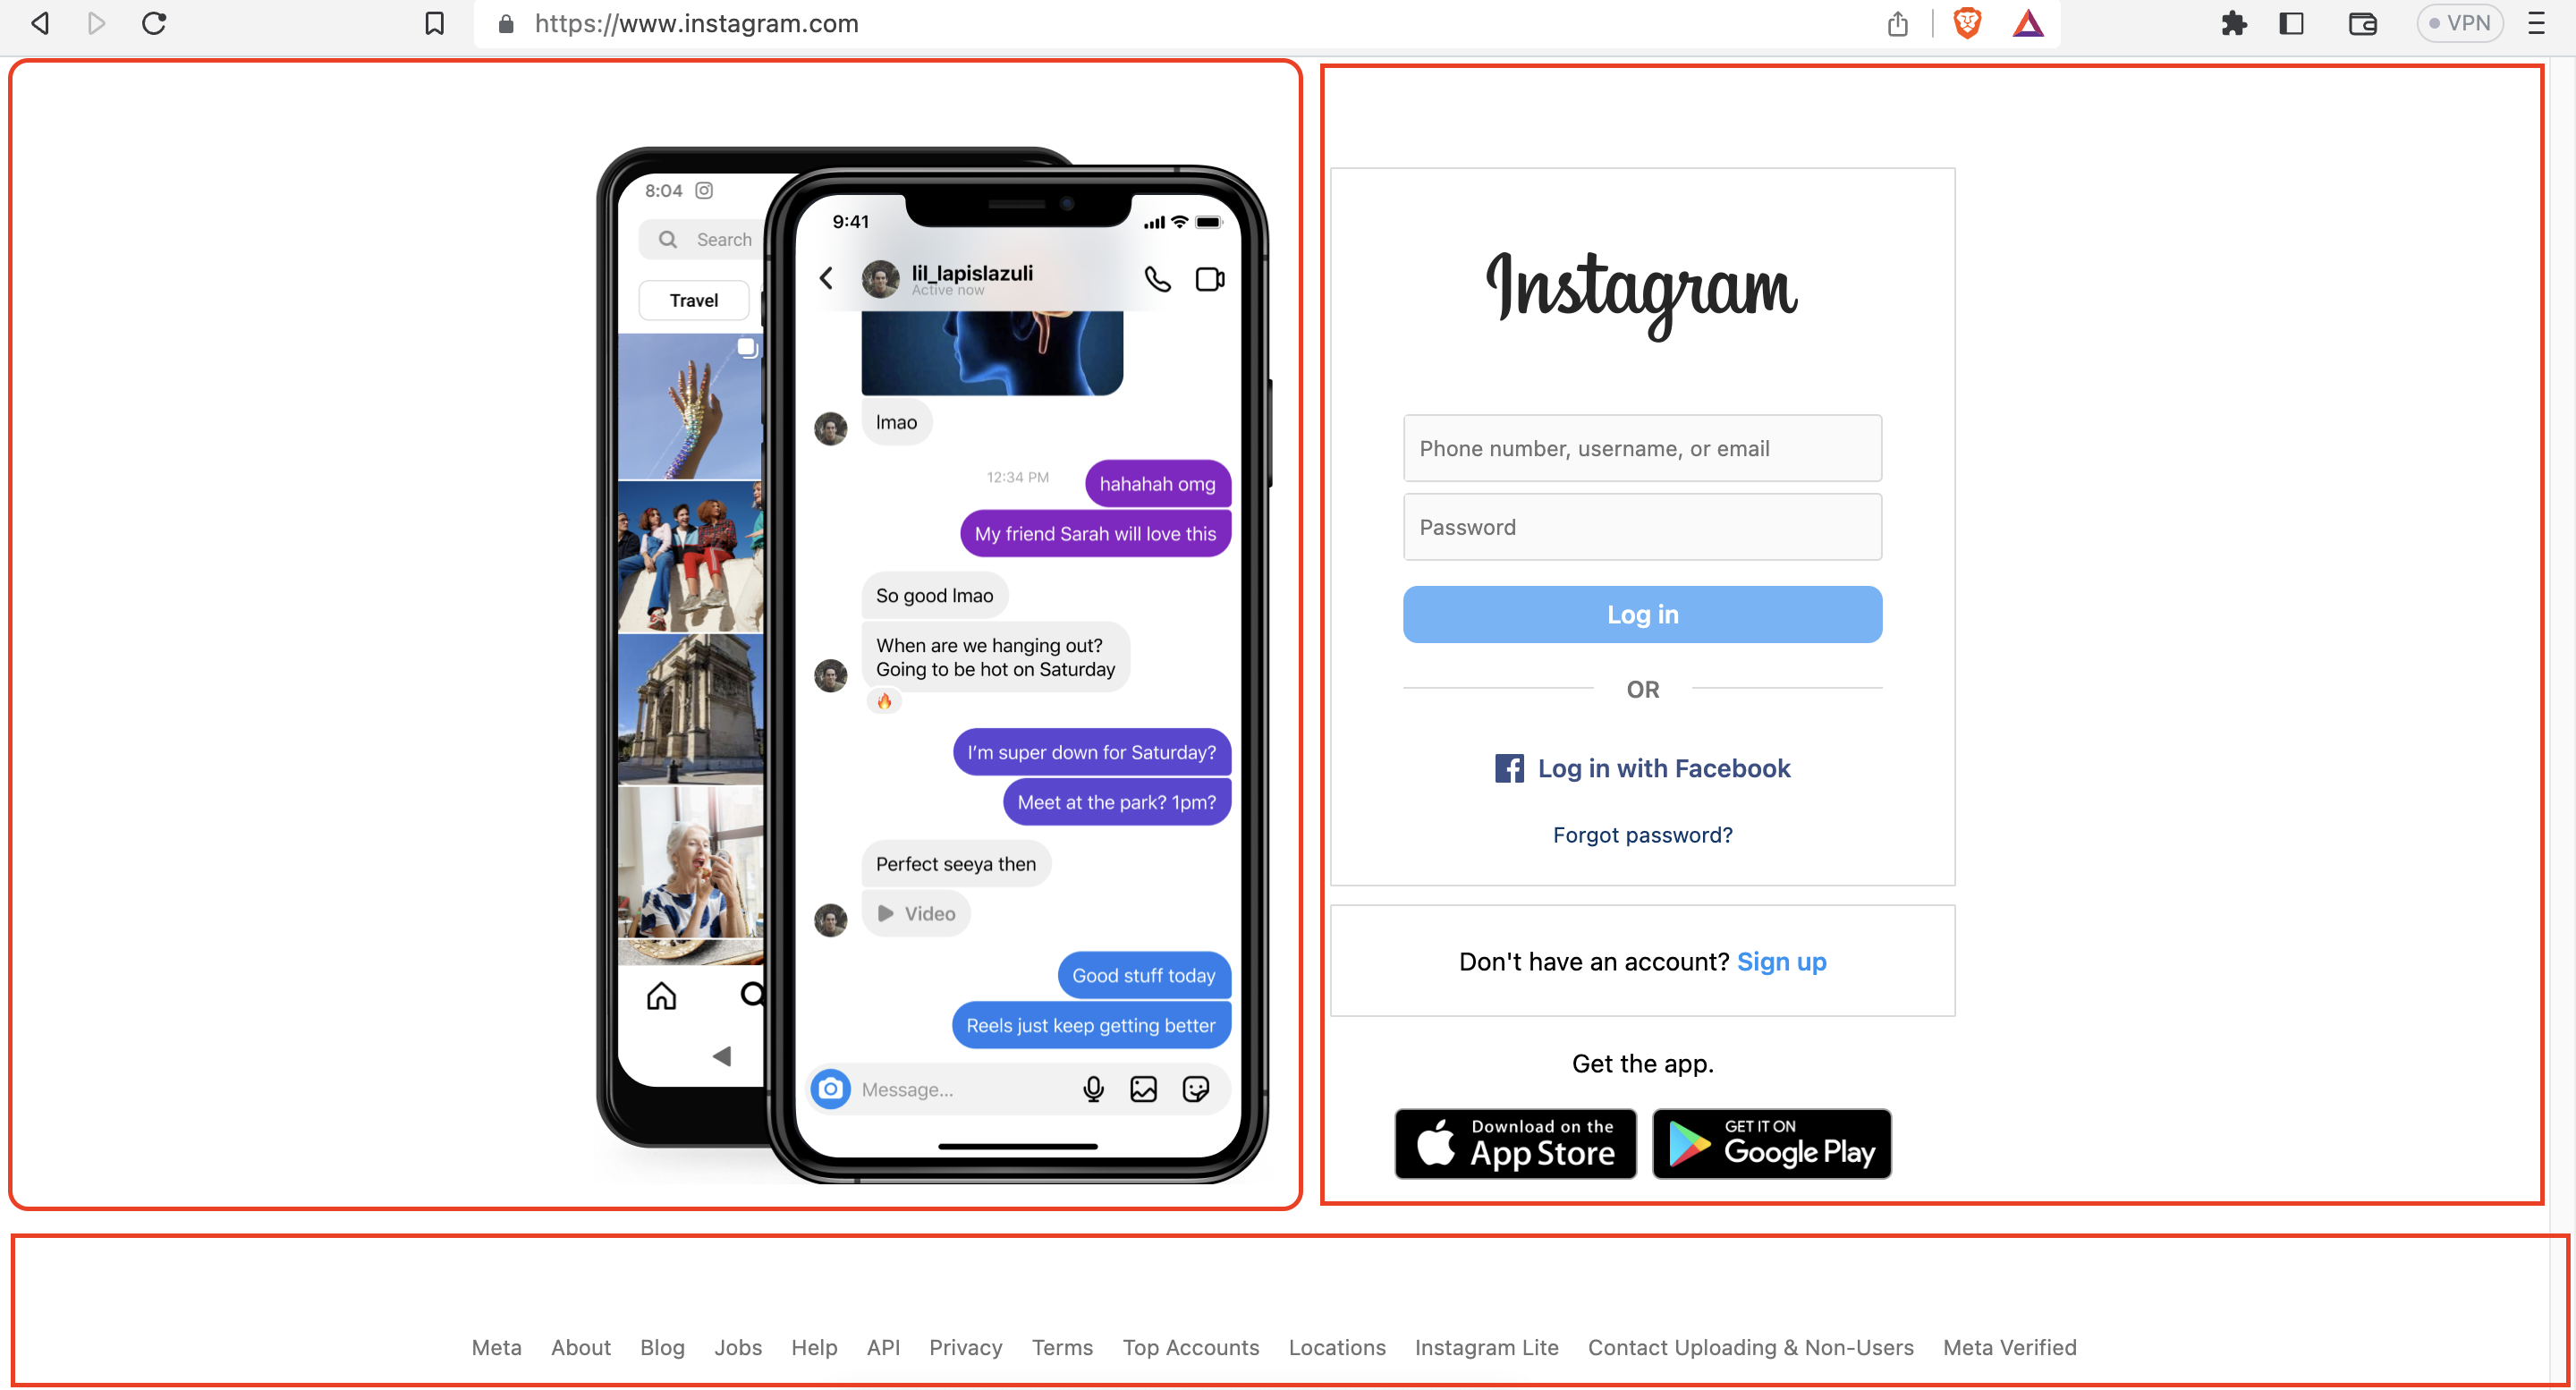 https://www.instagram.com
VPN
8:04
Search
Travel
9:41
lil_lapislazuli
Active now
lmao
12:34 PM
hahahah omg
My friend Sarah will love this
So good lmao
When are we hanging out?
Going to be hot on Saturday
I'm super down for Saturday?
Meet at the park? 1pm?
Perfect seeya then
Video
Good stuff today
Reels just keep getting better
Message...
Instagram
Phone number, username, or email
Password
Log in
OR
Log in with Facebook
Forgot password?
Don't have an account? Sign up
Get the app.
Download on the
App Store
GET IT ON
Google Play
Meta About Blog Jobs Help API Privacy Terms Top Accounts Locations Instagram Lite Contact Uploading & Non-Users Meta Verified